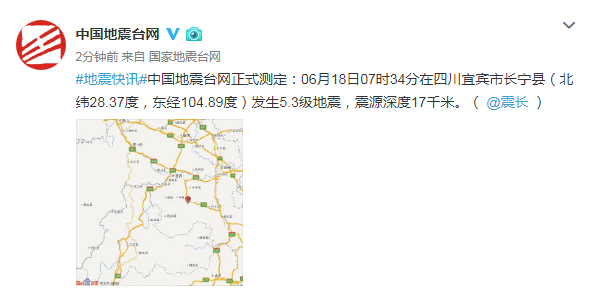 中国地震台网
2分钟前 来自 国家地震台网
#地震快讯#中国地震台网正式测定：06月18日07时34分在四川宜宾市长宁县（北
纬28.37度，东经104.89度）发生5.3级地震，震源深度17千米。（ @震长 ）